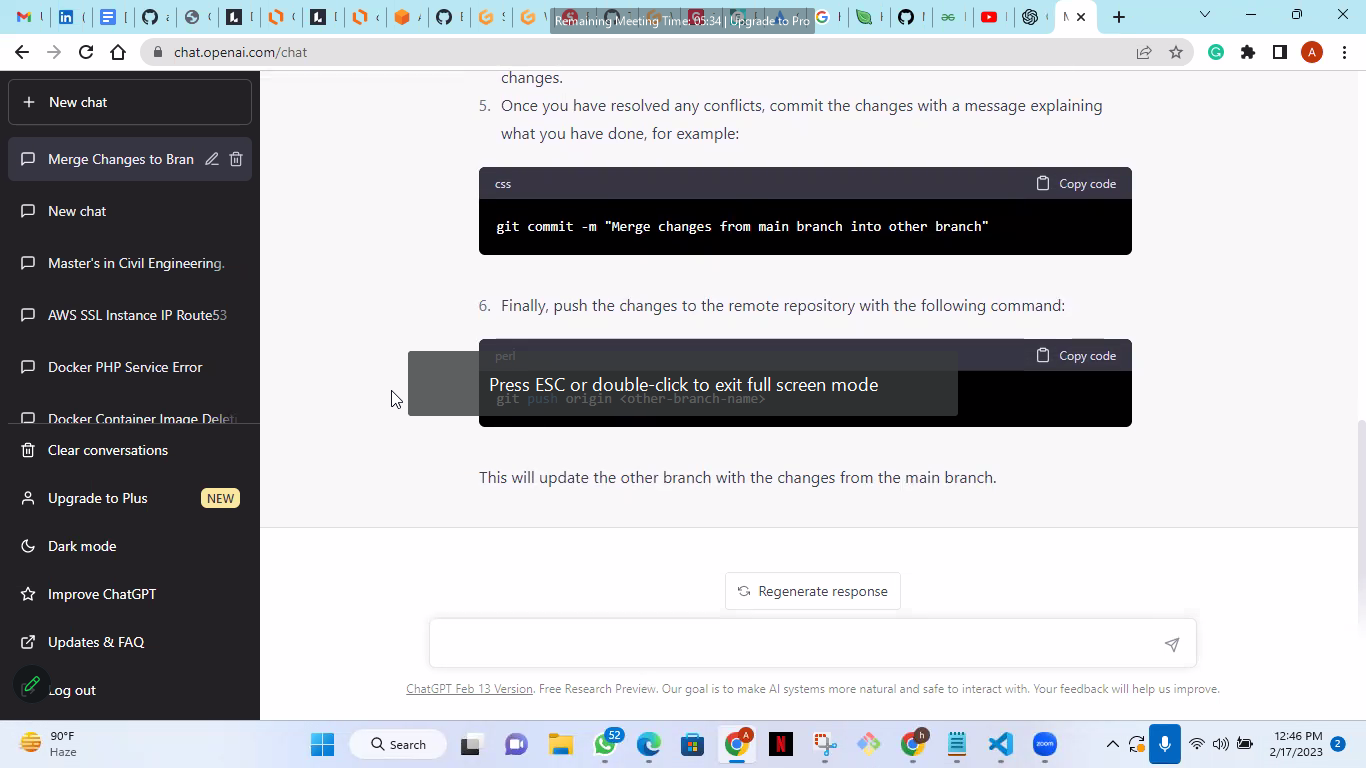 Remaining Meeting Time: 05:34 | Upgrade to Pro
chat.openai.com/chat
A
New chat
Merge Changes to Bran
New chat
Master's in Civil Engineering.
AWS SSL Instance IP Route53
Docker PHP Service Error
Docker Container Image Delet
Clear conversations
Upgrade to Plus
NEW
Dark mode
Improve ChatGPT
Updates & FAQ
Log out
changes.
5. Once you have resolved any conflicts, commit the changes with a message explaining
what you have done, for example:
css
Copy code
git commit -m "Merge changes from main branch into other branch"
6. Finally, push the changes to the remote repository with the following command:
perl
Copy code
Press ESC or double-click to exit full screen mode
git push origin <other-branch-name>
This will update the other branch with the changes from the main branch.
Regenerate response
ChatGPT Feb 13 Version. Free Research Preview. Our goal is to make AI systems more natural and safe to interact with. Your feedback will help us improve.
90°F
Haze
Search
52
A
h
zoom
12:46 PM
2/17/2023
2